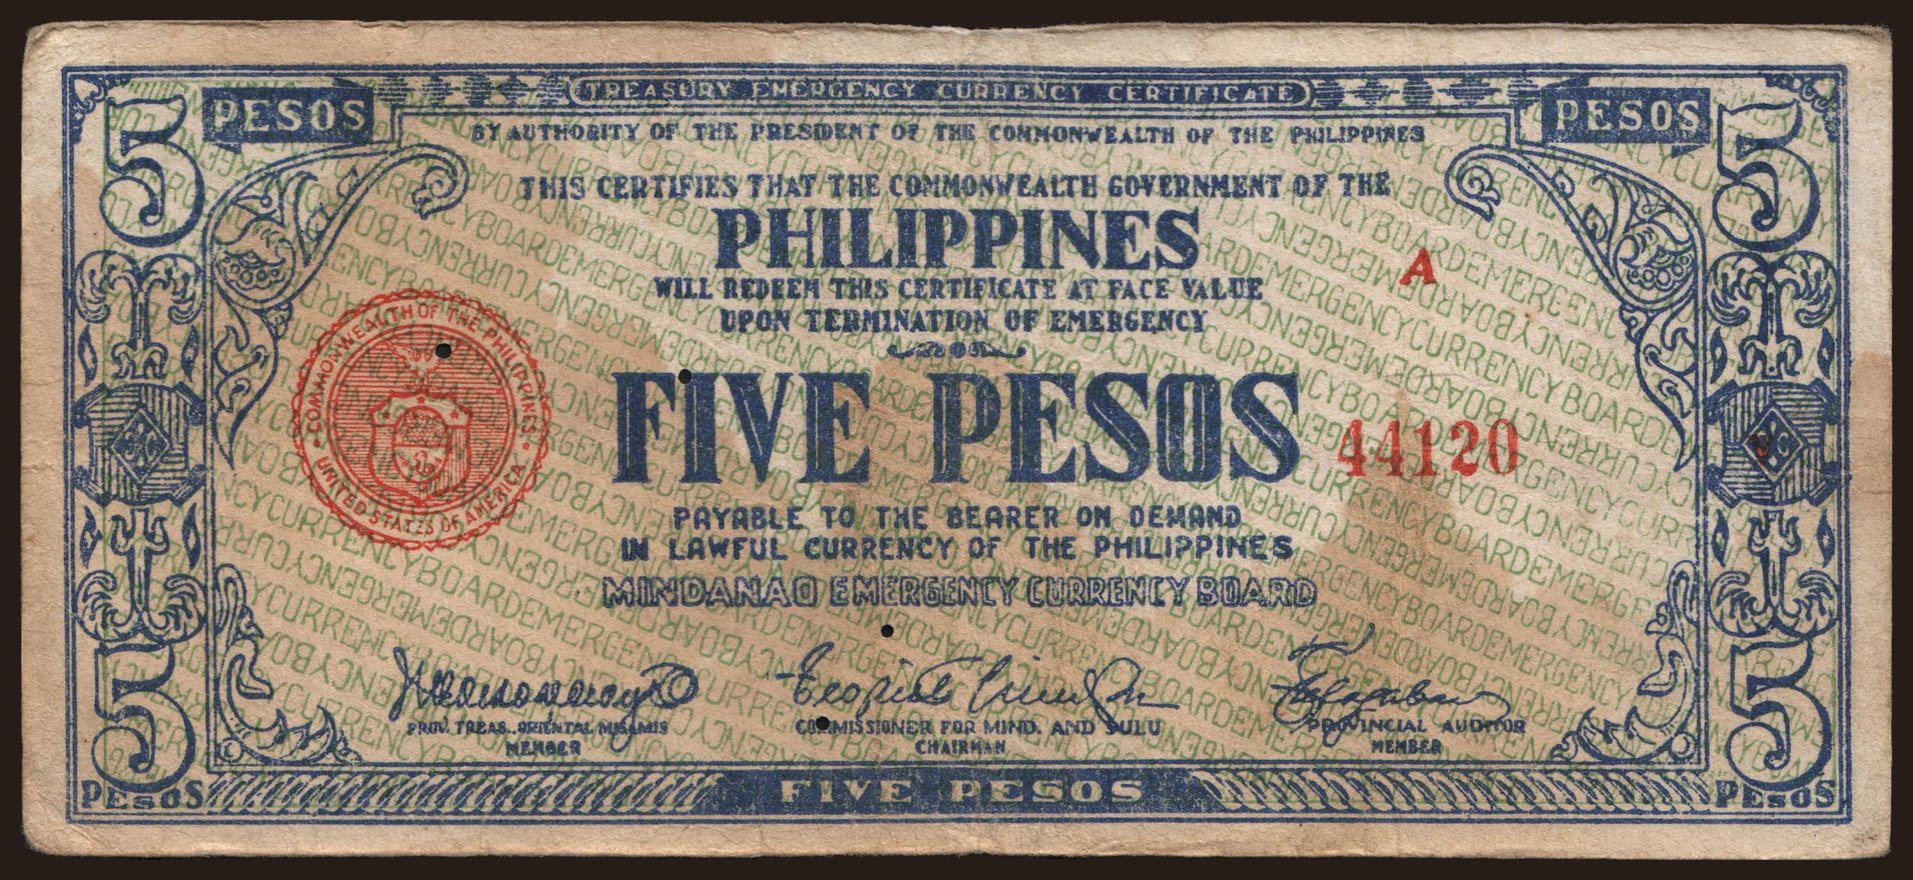 TREASURY EMERGENCY CURRENCY CERTIFICATE
5 PESOS PESOS 5
BY AUTHORITY OF THE PRESIDENT OF THE COMMONWEALTH OF THE PHILIPPINES
THIS CERTIFIES THAT THE COMMONWEALTH GOVERNMENT OF THE
PHILIPPINES
A
WILL REDEEM THIS CERTIFICATE AT FACE VALUE
UPON TERMINATION OF EMERGENCY
COMMONWEALTH OF THE PHILIPPINES
UNITED STATES OF AMERICA
FIVE PESOS
44120
PAYABLE TO THE BEARER ON DEMAND
IN LAWFUL CURRENCY OF THE PHILIPPINES
MINDANAO EMERGENCY CURRENCY BOARD
PROV. TREAS., ORIENTAL MISAMIS
MEMBER
COMMISSIONER FOR MIND. AND SULU
CHAIRMAN
PROVINCIAL AUDITOR
MEMBER
5 5
PESOS FIVE PESOS PESOS